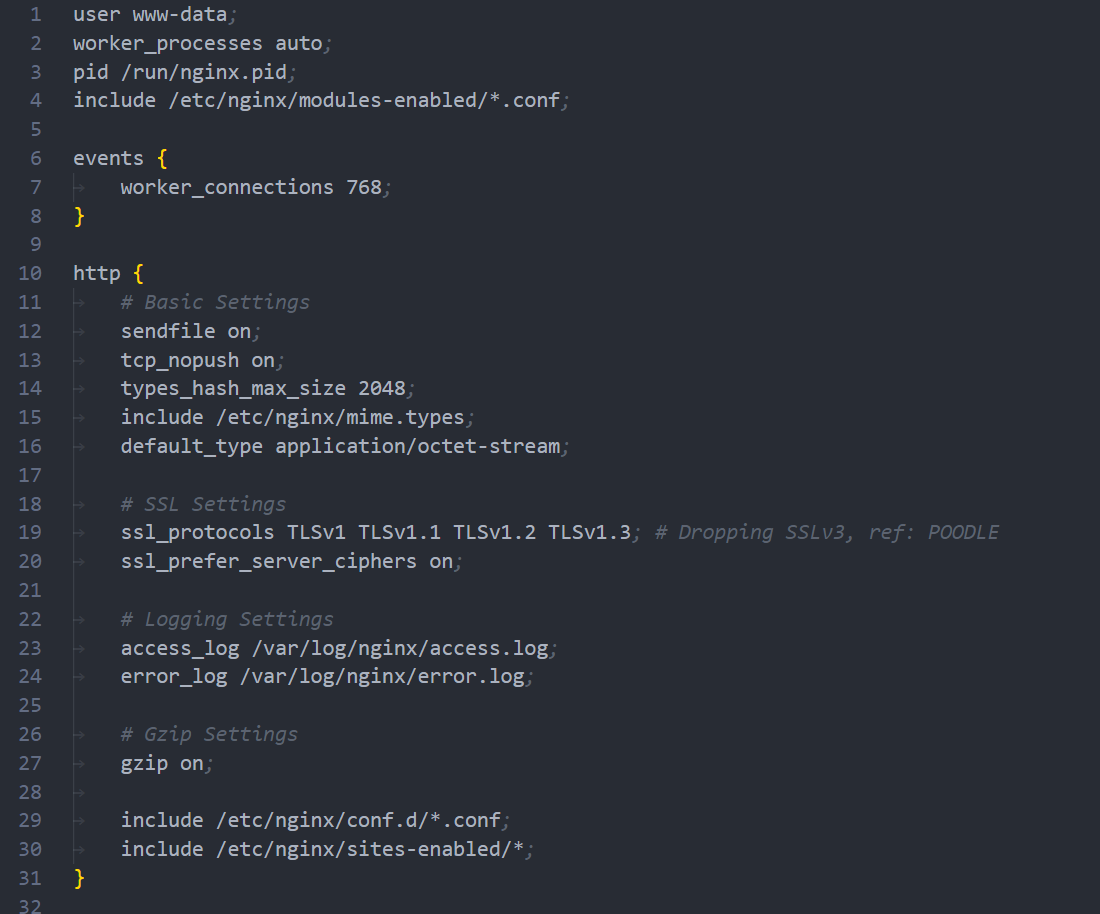 1 user www-data;
2 worker_processes auto;
3 pid /run/nginx.pid;
4 include /etc/nginx/modules-enabled/*.conf;
5
6 events {
7 worker_connections 768;
8 }
9
10 http {
11 # Basic Settings
12 sendfile on;
13 tcp_nopush on;
14 types_hash_max_size 2048;
15 include /etc/nginx/mime.types;
16 default_type application/octet-stream;
17
18 # SSL Settings
19 ssl_protocols TLSv1 TLSv1.1 TLSv1.2 TLSv1.3; # Dropping SSLv3, ref: POODLE
20 ssl_prefer_server_ciphers on;
21
22 # Logging Settings
23 access_log /var/log/nginx/access.log;
24 error_log /var/log/nginx/error.log;
25
26 # Gzip Settings
27 gzip on;
28
29 include /etc/nginx/conf.d/*.conf;
30 include /etc/nginx/sites-enabled/*;
31 }
32